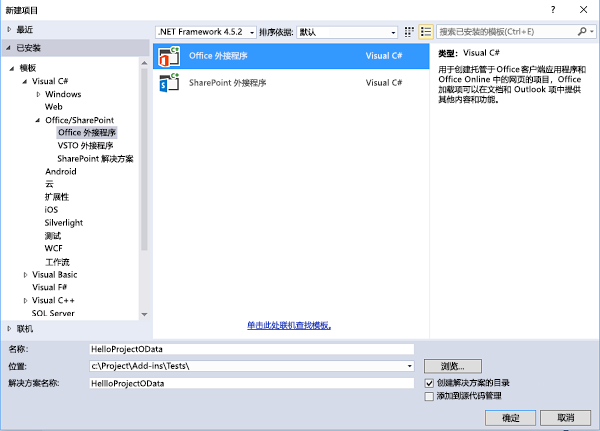 新建项目
最近
.NET Framework 4.5.2
排序依据:
默认
搜索已安装的模板(Ctrl+E)
已安装
模板
Visual C#
Windows
Web
Office/SharePoint
Office 外接程序
VSTO 外接程序
SharePoint 解决方案
Android
云
扩展性
iOS
Silverlight
测试
WCF
工作流
Visual Basic
Visual F#
Visual C++
SQL Server
联机
Office 外接程序 Visual C#
SharePoint 外接程序 Visual C#
单击此处联机查找模板。
类型: Visual C#
用于创建托管于 Office 客户端应用程序和
Office Online 中的网页的项目，Office
加载项可以在文档和 Outlook 项中提供
其他内容和功能。
名称:
HelloProjectOData
位置:
c:\Project\Add-ins\Tests\
浏览...
解决方案名称:
HellloProjectOData
创建解决方案的目录
添加到源代码管理
确定
取消